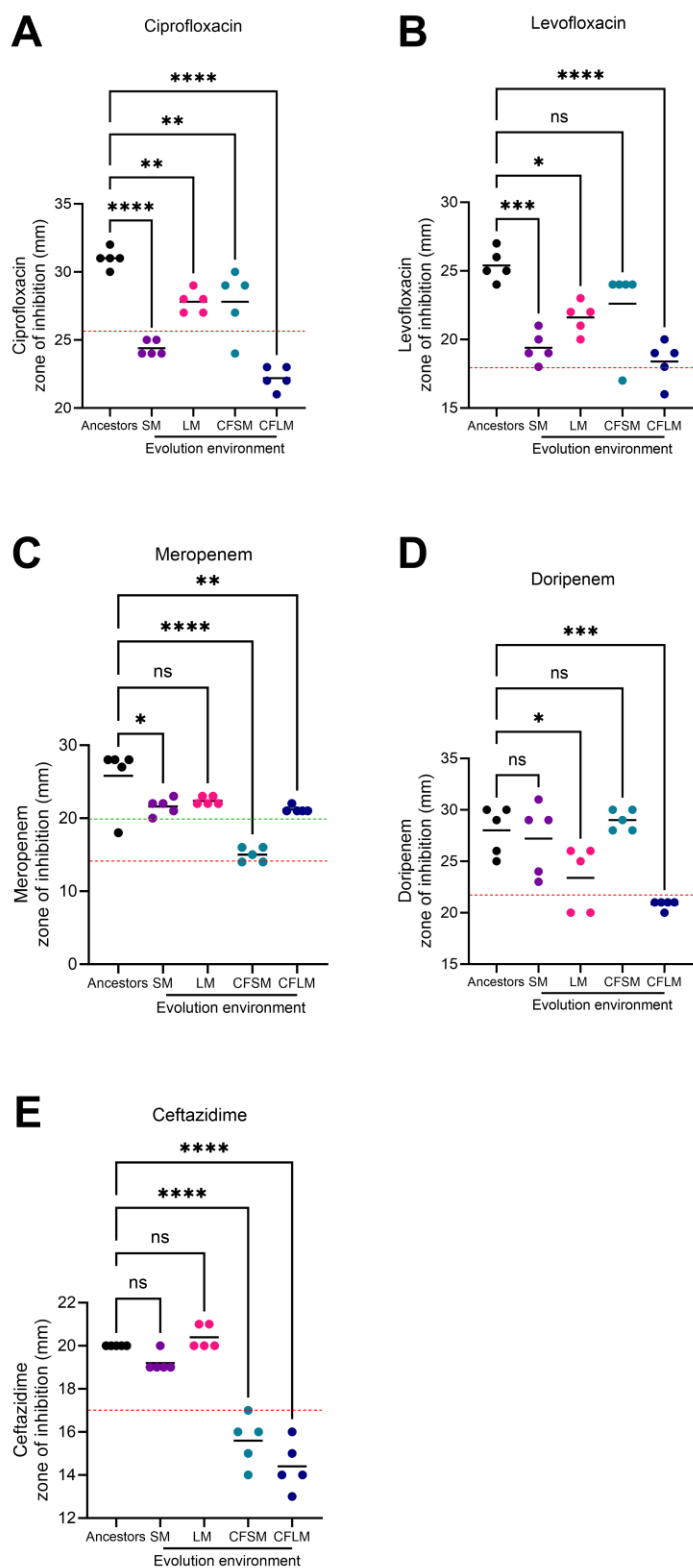 A
Ciprofloxacin
****
**
**
****
Ciprofloxacin
zone of inhibition (mm)
35
30
25
20
Ancestors SM LM CFSM CFLM
Evolution environment
B
Levofloxacin
****
ns
*
***
Levofloxacin
zone of inhibition (mm)
30
25
20
15
Ancestors SM LM CFSM CFLM
Evolution environment
C
Meropenem
**
****
ns
*
Meropenem
zone of inhibition (mm)
30
20
10
0
Ancestors SM LM CFSM CFLM
Evolution environment
D
Doripenem
***
ns
*
ns
Doripenem
zone of inhibition (mm)
35
30
25
20
15
Ancestors SM LM CFSM CFLM
Evolution environment
E
Ceftazidime
****
****
ns
ns
Ceftazidime
zone of inhibition (mm)
22
20
18
16
14
12
Ancestors SM LM CFSM CFLM
Evolution environment